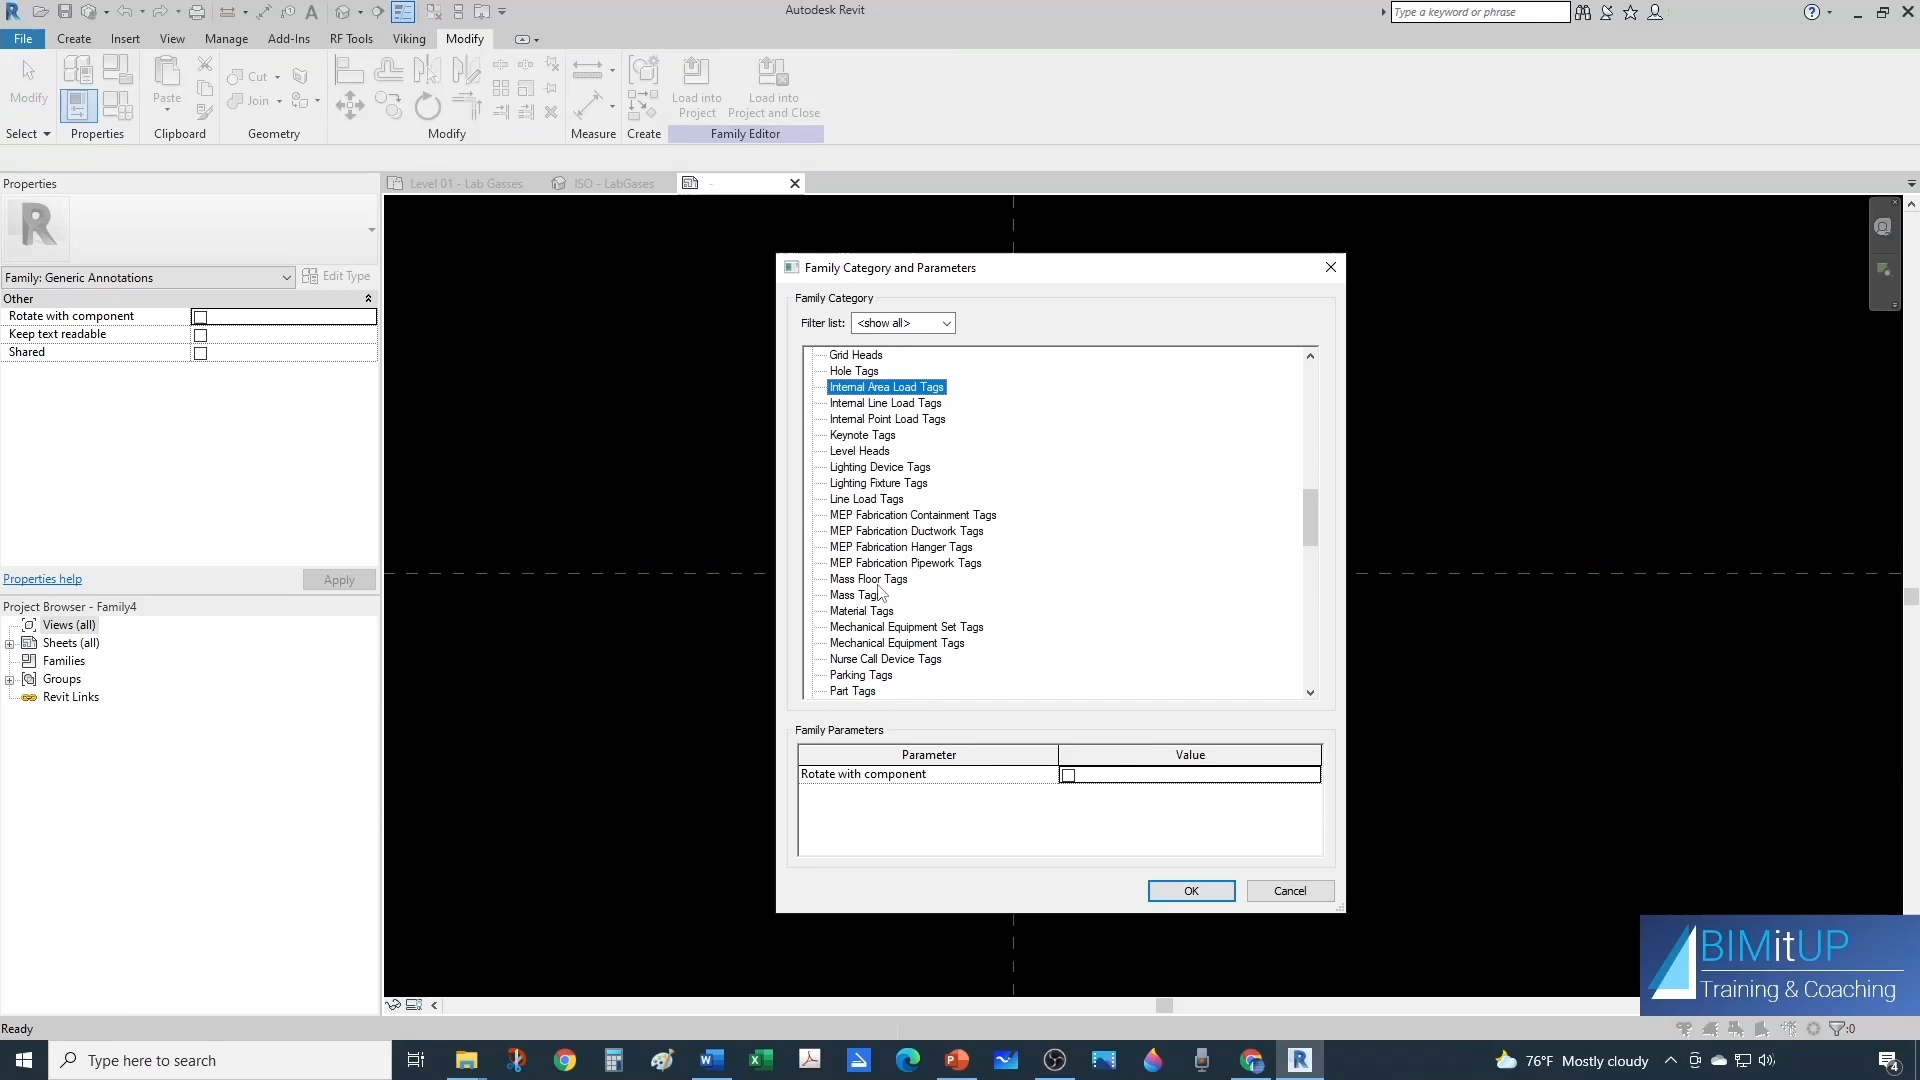 Autodesk Revit
Type a keyword or phrase
File
Create
Insert
View
Manage
Add-Ins
RF Tools
Viking
Modify
Modify
Paste
Cut
Join
Load into
Project
Load into
Project and Close
Select
Properties
Clipboard
Geometry
Modify
Measure
Create
Family Editor
Properties
Level 01 - Lab Gasses
ISO - LabGases
-
R
Family: Generic Annotations
Edit Type
Other
Rotate with component
Keep text readable
Shared
Properties help
Apply
Project Browser - Family4
Views (all)
Sheets (all)
Families
Groups
Revit Links
Family Category and Parameters
Family Category
Filter list:
<show all>
Grid Heads
Hole Tags
Internal Area Load Tags
Internal Line Load Tags
Internal Point Load Tags
Keynote Tags
Level Heads
Lighting Device Tags
Lighting Fixture Tags
Line Load Tags
MEP Fabrication Containment Tags
MEP Fabrication Ductwork Tags
MEP Fabrication Hanger Tags
MEP Fabrication Pipework Tags
Mass Floor Tags
Mass Tags
Material Tags
Mechanical Equipment Set Tags
Mechanical Equipment Tags
Nurse Call Device Tags
Parking Tags
Part Tags
Family Parameters
Parameter
Value
Rotate with component
OK
Cancel
BIMitUP
Training & Coaching
Ready
:0
Type here to search
76°F Mostly cloudy
4